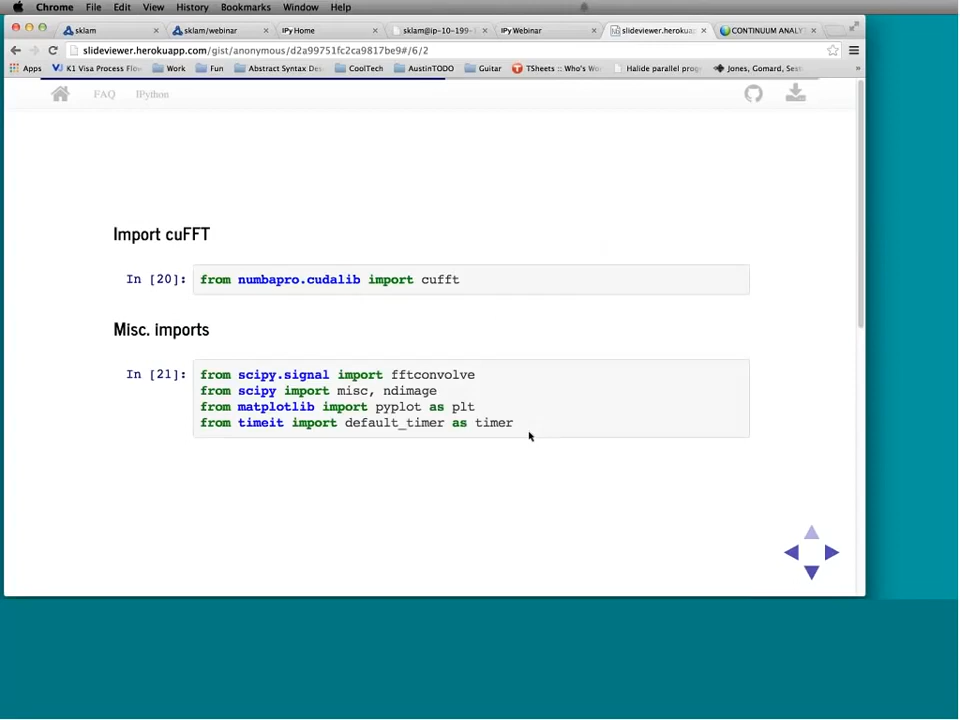 Chrome File Edit View History Bookmarks Window Help
sklam sklam/webinar IPy Home sklam@ip-10-199- IPy Webinar slideviewer.herokuap CONTINUUM ANALYT
slideviewer.herokuapp.com/gist/anonymous/d2a99751fc2ca9817be9#/6/2
Apps K1 Visa Process Flow Work Fun Abstract Syntax Des CoolTech AustinTODO Guitar TSheets :: Who's Wo Halide parallel prog Jones, Gomard, Sest »
FAQ IPython
Import cuFFT
In [20]: from numbapro.cudalib import cufft
Misc. imports
In [21]: from scipy.signal import fftconvolve
from scipy import misc, ndimage
from matplotlib import pyplot as plt
from timeit import default_timer as timer